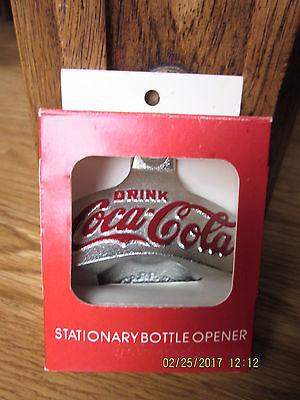 DRINK
Coca-Cola
STATIONARY BOTTLE OPENER
02/25/2017 12:12